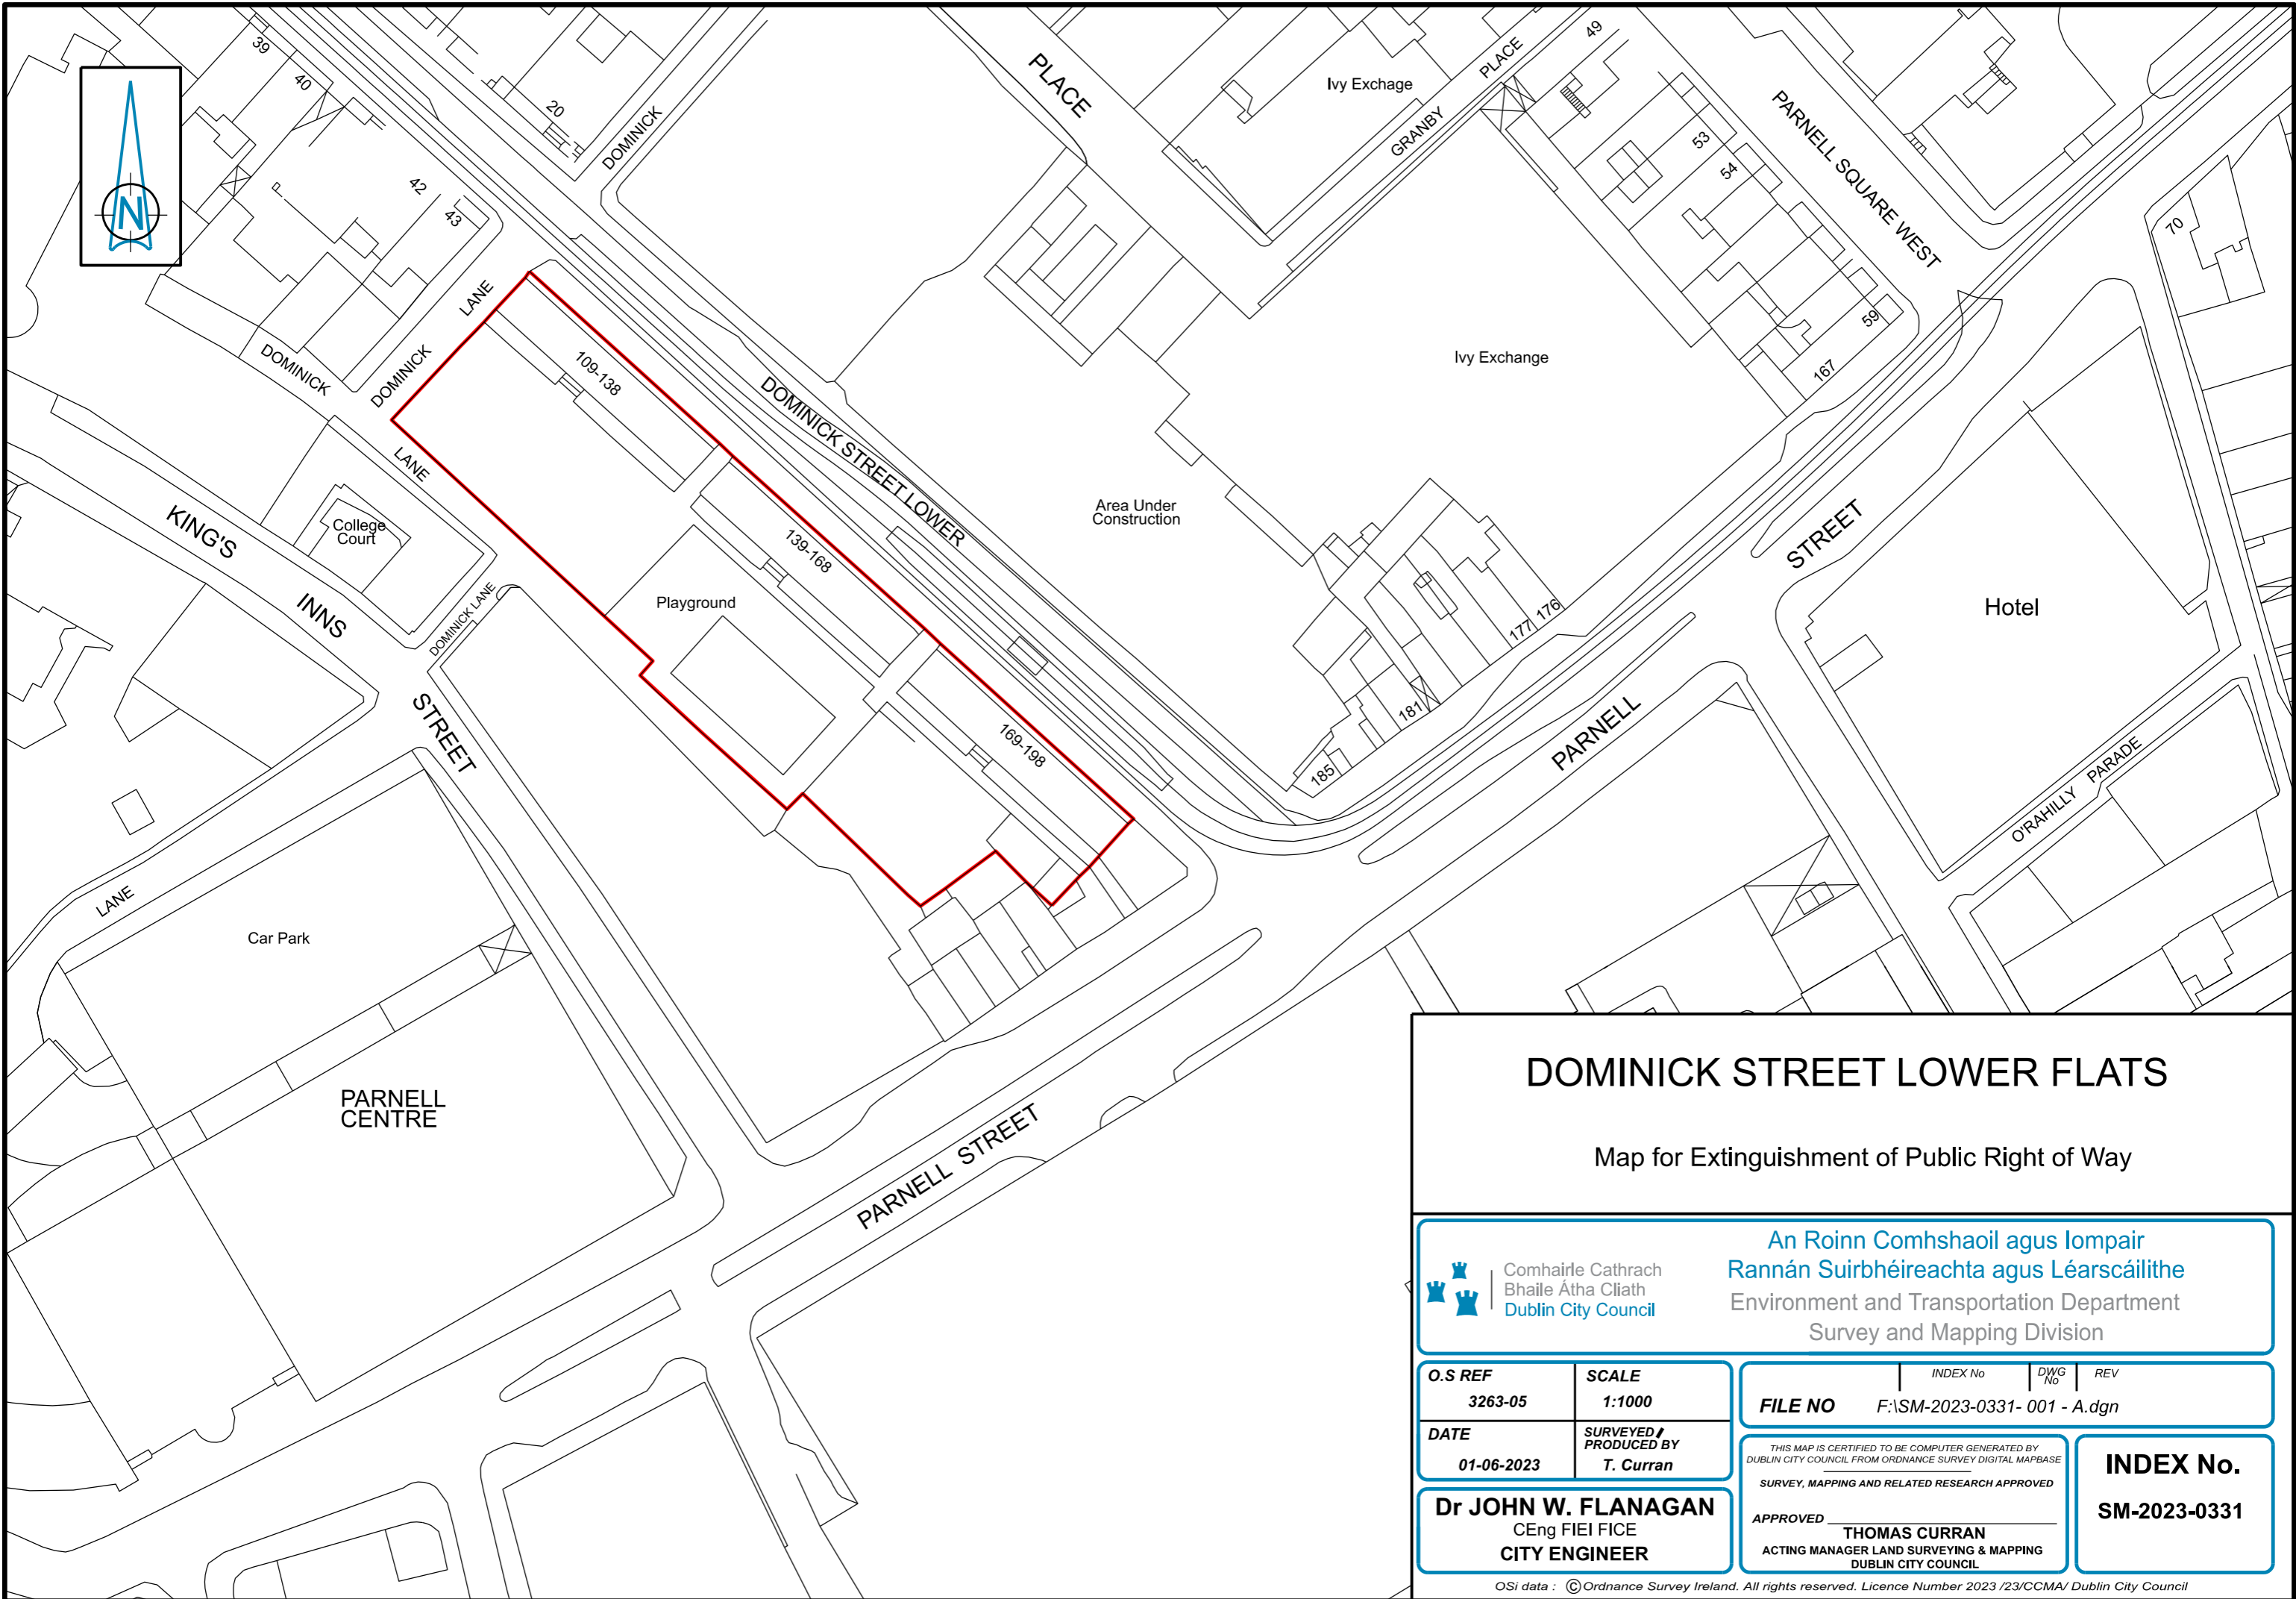 39
40
20
42
43
N
DOMINICK
PLACE
Ivy Exchage
GRANBY
PLACE
49
53
54
PARNELL SQUARE WEST
59
167
70
LANE
DOMINICK
DOMINICK
LANE
109-138
DOMINICK STREET LOWER
139-168
Playground
169-198
Area Under
Construction
Ivy Exchange
KING'S
INNS
STREET
College
Court
DOMINICK LANE
177 176
181
185
STREET
PARNELL
Hotel
O'RAHILLY PARADE
LANE
Car Park
PARNELL
CENTRE
PARNELL STREET
DOMINICK STREET LOWER FLATS
Map for Extinguishment of Public Right of Way
Comhairle Cathrach
Bhaile Átha Cliath
Dublin City Council
An Roinn Comhshaoil agus Iompair
Rannán Suirbhéireachta agus Léarscáilithe
Environment and Transportation Department
Survey and Mapping Division
O.S REF
3263-05
SCALE
1:1000
DATE
01-06-2023
SURVEYED /
PRODUCED BY
T. Curran
INDEX No
DWG
No
REV
FILE NO F:\SM-2023-0331- 001 - A.dgn
Dr JOHN W. FLANAGAN
CEng FIEI FICE
CITY ENGINEER
THIS MAP IS CERTIFIED TO BE COMPUTER GENERATED BY
DUBLIN CITY COUNCIL FROM ORDNANCE SURVEY DIGITAL MAPBASE
SURVEY, MAPPING AND RELATED RESEARCH APPROVED
APPROVED
THOMAS CURRAN
ACTING MANAGER LAND SURVEYING & MAPPING
DUBLIN CITY COUNCIL
INDEX No.
SM-2023-0331
OSi data : © Ordnance Survey Ireland. All rights reserved. Licence Number 2023 /23/CCMA/ Dublin City Council